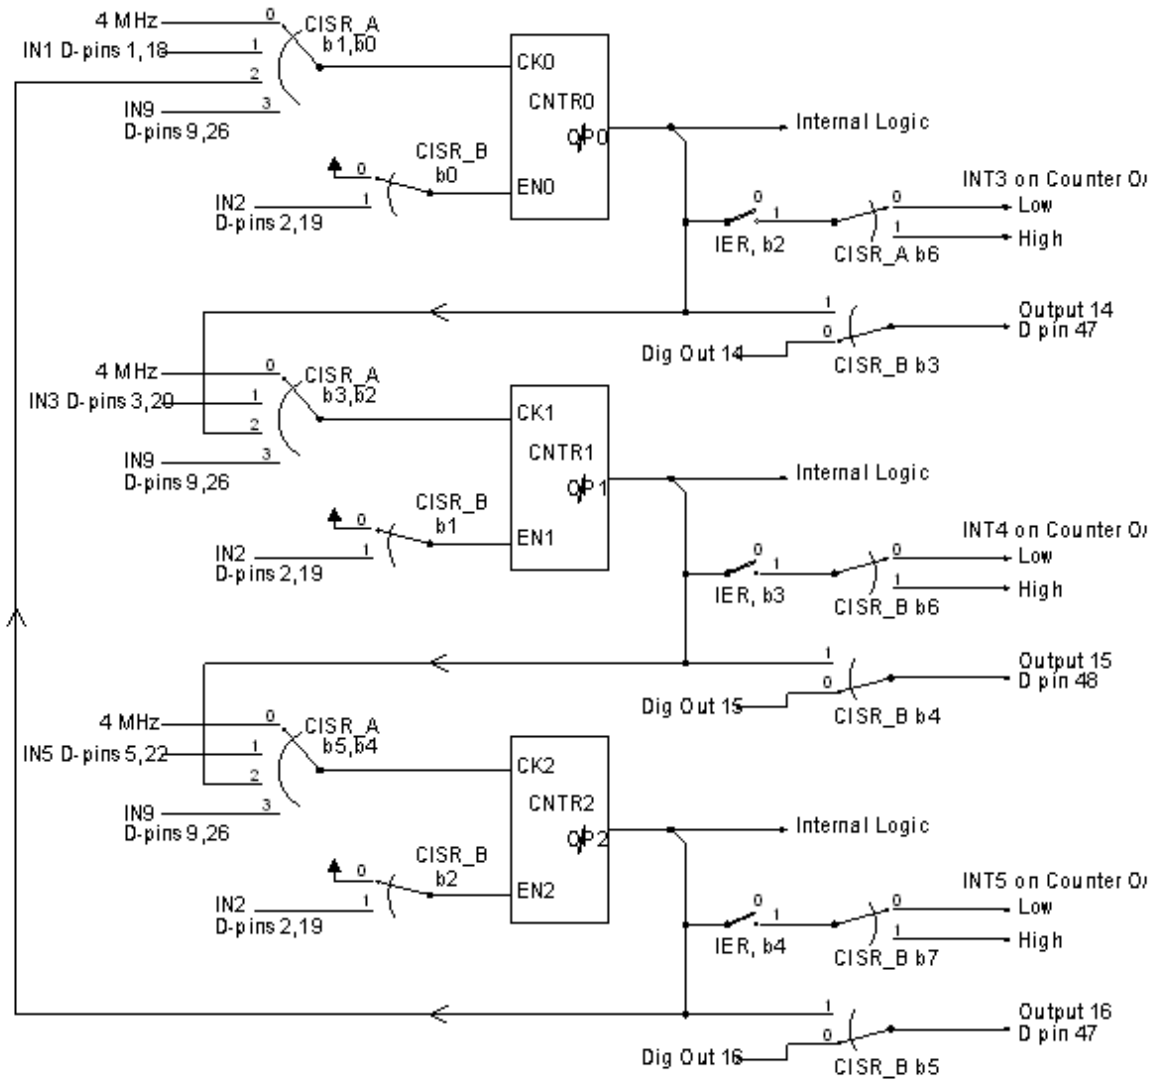 4 MHz
0
CISR_A
b1,b0
IN1 D-pins 1,18
1
2
IN9
3
D-pins 9,26
CK0
CNTR0
OP0
EN0
Internal Logic
CISR_B
b0
0
IN2
1
D-pins 2,19
INT3 on Counter O/
0
Low
0
1
1
High
IER, b2
CISR_A b6
1
Output 14
D pin 47
0
Dig Out 14
CISR_B b3
4 MHz
0
CISR_A
b3,b2
IN3 D-pins 3,20
1
2
IN9
3
D-pins 9,26
CK1
CNTR1
OP1
EN1
Internal Logic
CISR_B
b1
0
IN2
1
D-pins 2,19
INT4 on Counter O/
0
Low
0
1
1
High
IER, b3
CISR_B b6
1
Output 15
D pin 48
0
Dig Out 15
CISR_B b4
4 MHz
0
CISR_A
b5,b4
IN5 D-pins 5,22
1
2
IN9
3
D-pins 9,26
CK2
CNTR2
OP2
EN2
Internal Logic
CISR_B
b2
0
IN2
1
D-pins 2,19
INT5 on Counter O/
0
Low
0
1
1
High
IER, b4
CISR_B b7
1
Output 16
D pin 47
0
Dig Out 16
CISR_B b5